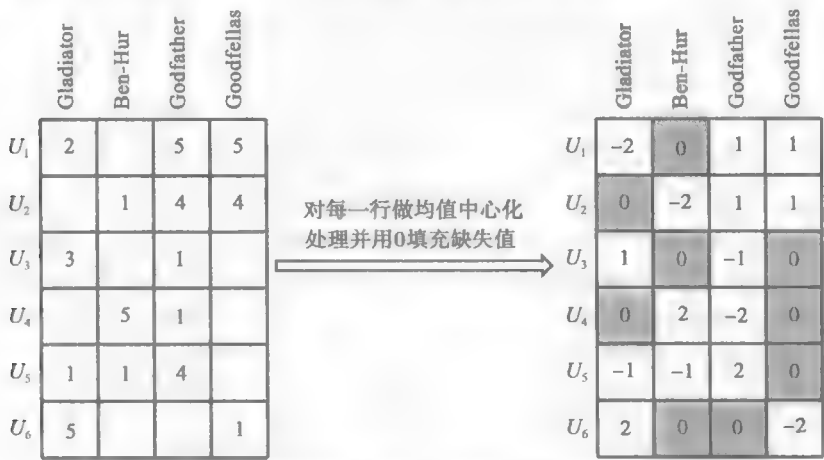 Gladiator Ben-Hur Godfather Goodfellas
Gladiator Ben-Hur Godfather Goodfellas
U1 2 5 5
U2 1 4 4
U3 3 1
U4 5 1
U5 1 1 4
U6 5 1
对每一行做均值中心化
处理并用0填充缺失值
U1 -2 0 1 1
U2 0 -2 1 1
U3 1 0 -1 0
U4 0 2 -2 0
U5 -1 -1 2 0
U6 2 0 0 -2